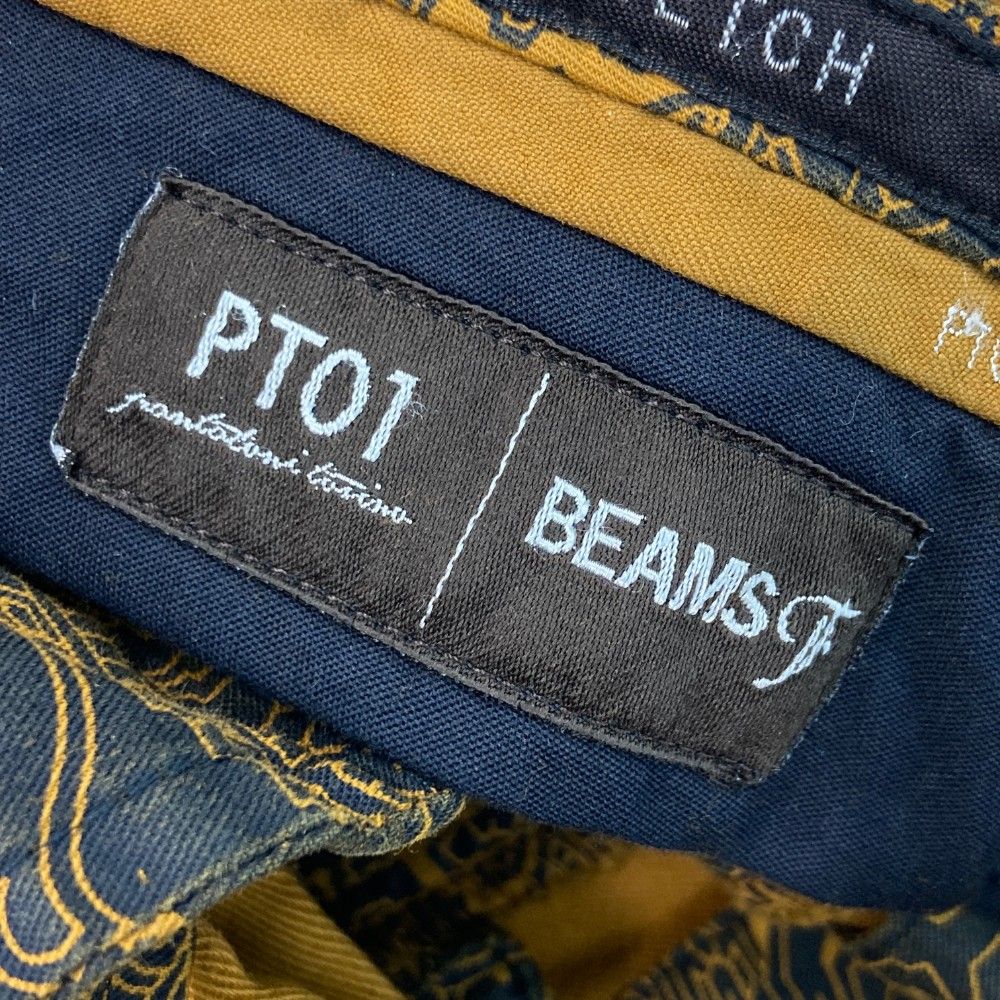 TCH
PT01
pantaloni torino
BEAMS F